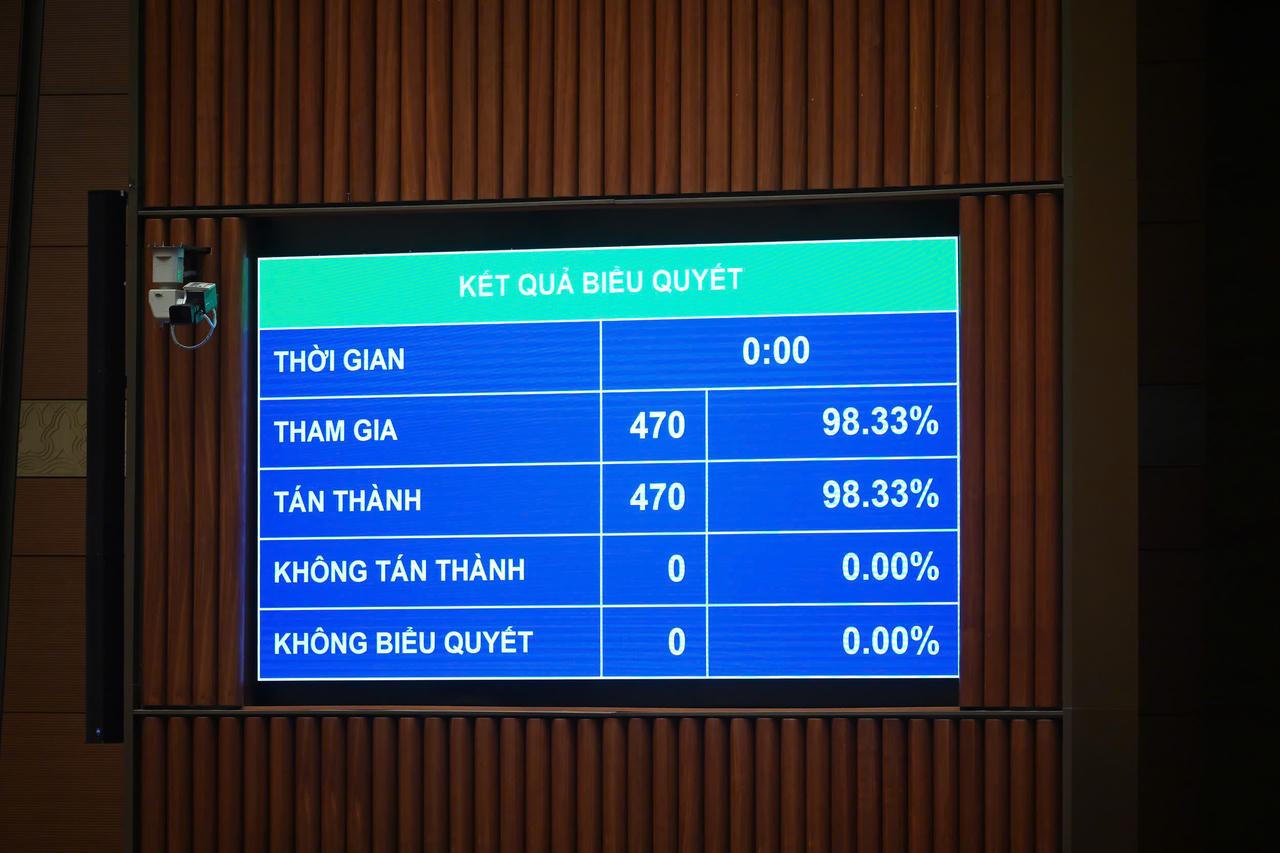 KẾT QUẢ BIỂU QUYẾT
THỜI GIAN 0:00
THAM GIA 470 98.33%
TÁN THÀNH 470 98.33%
KHÔNG TÁN THÀNH 0 0.00%
KHÔNG BIỂU QUYẾT 0 0.00%